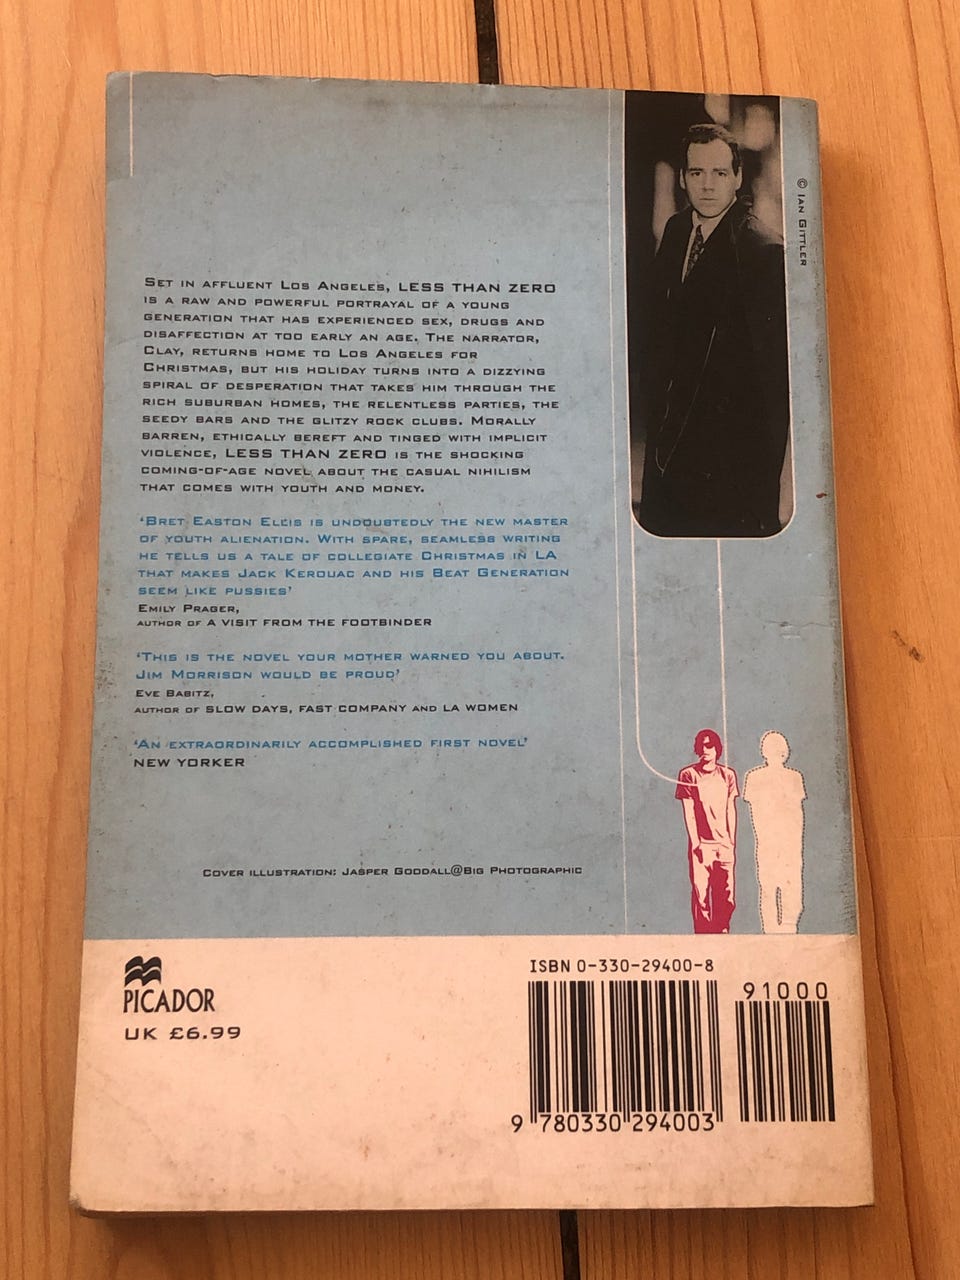 © Ian Gittler
Set in affluent Los Angeles, LESS THAN ZERO
is a raw and powerful portrayal of a young
generation that has experienced sex, drugs and
disaffection at too early an age. The narrator,
Clay, returns home to Los Angeles for
Christmas, but his holiday turns into a dizzying
spiral of desperation that takes him through the
rich suburban homes, the relentless parties, the
seedy bars and the glitzy rock clubs. Morally
barren, ethically bereft and tinged with implicit
violence, LESS THAN ZERO is the shocking
coming-of-age novel about the casual nihilism
that comes with youth and money.
‘Bret Easton Ellis is undoubtedly the new master
of youth alienation. With spare, seamless writing
he tells us a tale of collegiate Christmas in LA
that makes Jack Kerouac and his Beat Generation
seem like pussies’
Emily Prager,
author of A VISIT FROM THE FOOTBINDER
‘This is the novel your mother warned you about.
Jim Morrison would be proud’
Eve Babitz,
author of SLOW DAYS, FAST COMPANY and LA WOMEN
‘An extraordinarily accomplished first novel’
NEW YORKER
Cover illustration: Jasper Goodall@Big Photographic
PICADOR
UK £6.99
ISBN 0-330-29400-8
91000
9 780330 294003